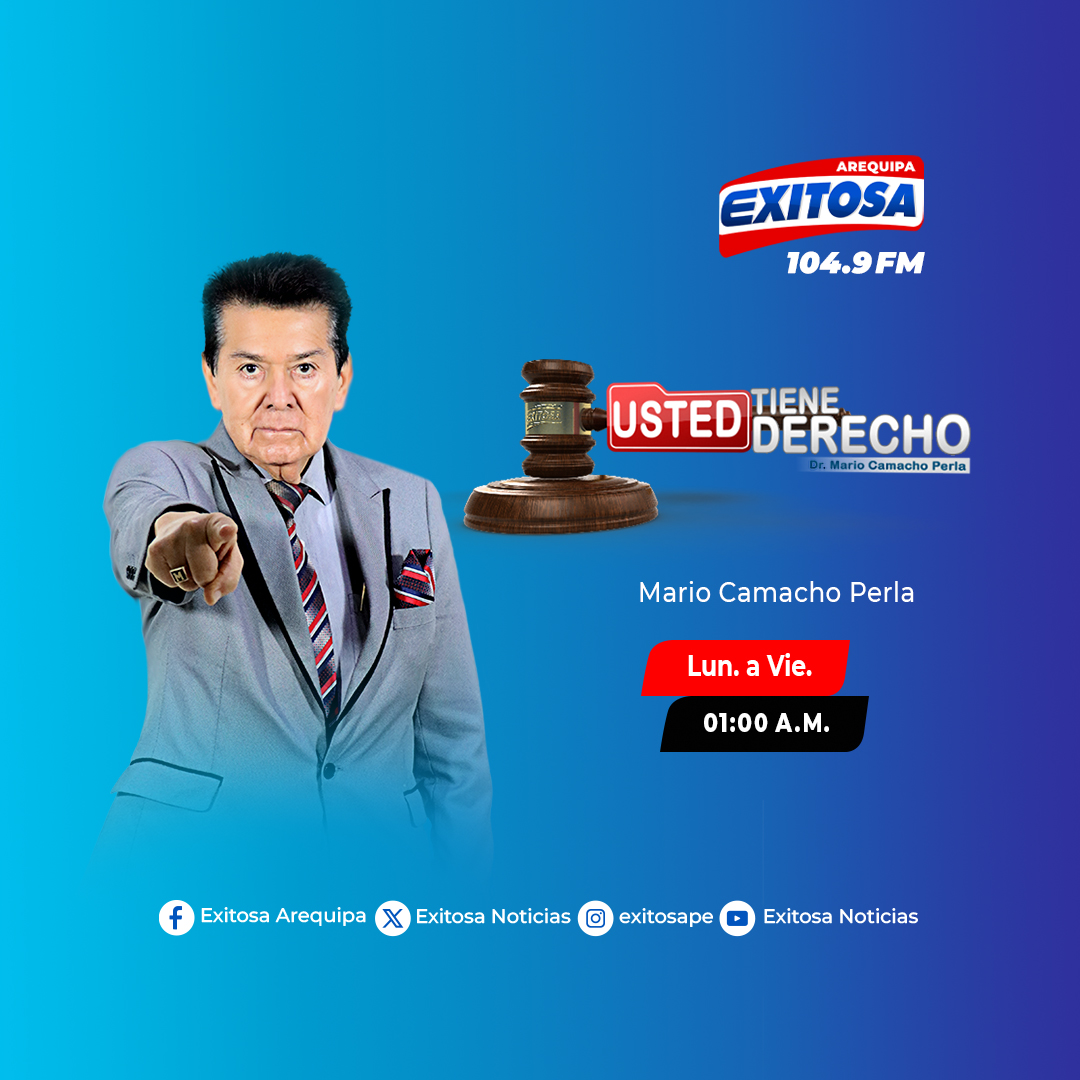 AREQUIPA
EXITOSA
104.9 FM
EXITOSA
USTED TIENE
DERECHO
Dr. Mario Camacho Perla
Mario Camacho Perla
Lun. a Vie.
01:00 A.M.
M
Exitosa Arequipa Exitosa Noticias exitosape Exitosa Noticias